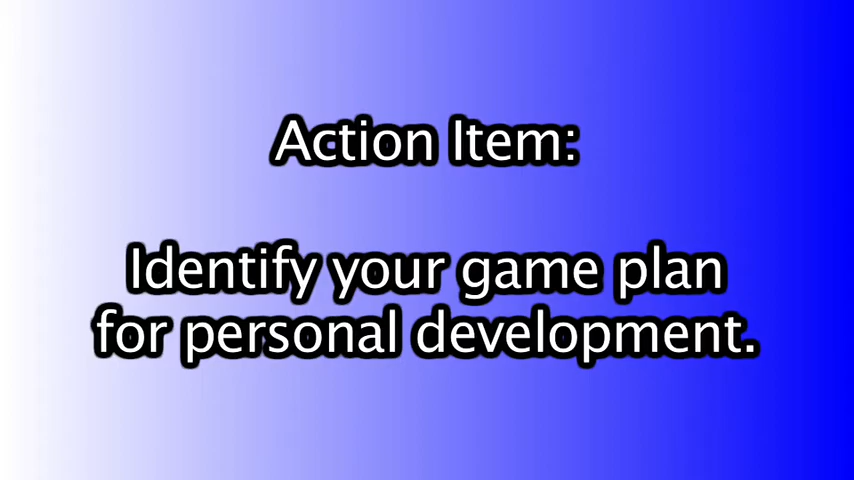 Action Item:
Identify your game plan
for personal development.